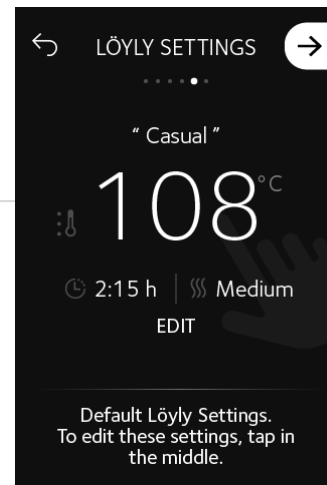 LÖYLY SETTINGS
“ Casual ”
108 °C
2:15 h | Medium
EDIT
Default Löyly Settings.
To edit these settings, tap in
the middle.